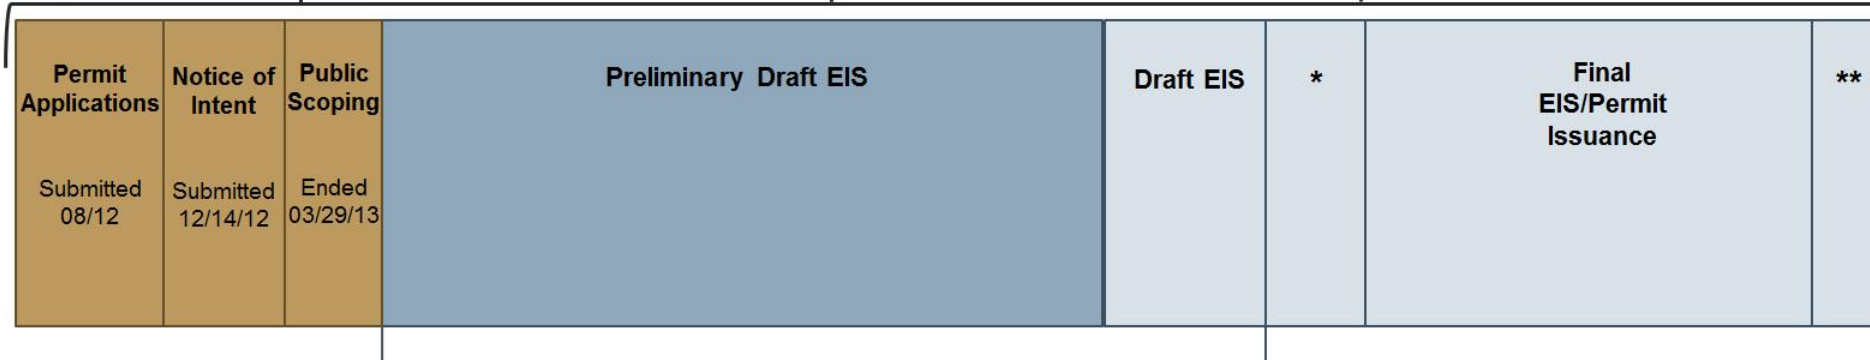 Permit
Applications
Submitted
08/12
Notice of
Intent
Submitted
12/14/12
Public
Scoping
Ended
03/29/13
Preliminary Draft EIS
Draft EIS
*
Final
EIS/Permit
Issuance
**